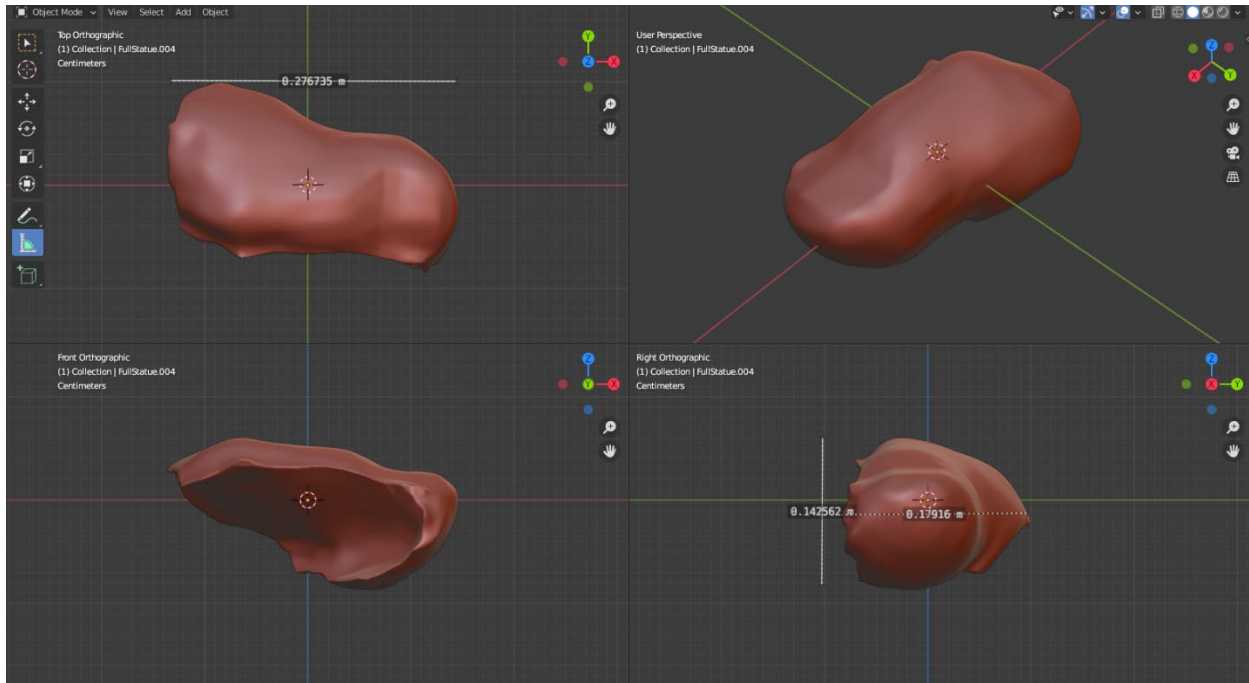 Object Mode View Select Add Object
Top Orthographic
(1) Collection | FullStatue.004
Centimeters
0.276735 m
Y
Z
X
User Perspective
(1) Collection | FullStatue.004
Z
X
Y
Front Orthographic
(1) Collection | FullStatue.004
Centimeters
Z
Y
X
Right Orthographic
(1) Collection | FullStatue.004
Centimeters
Z
X
Y
0.142562 m
0.17916 m